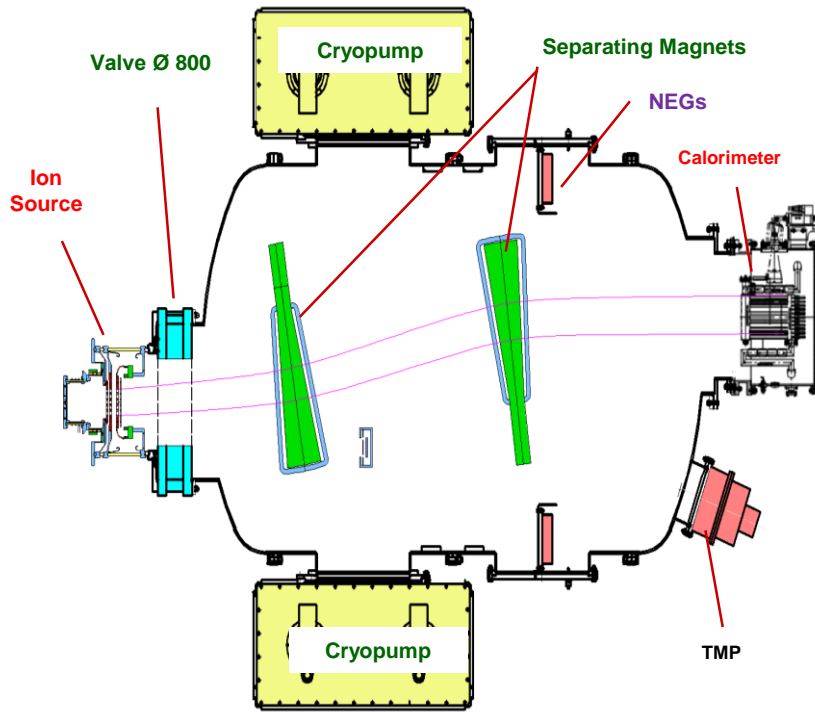 Cryopump
Separating Magnets
Valve Ø 800
NEGs
Calorimeter
Ion
Source
Cryopump
TMP